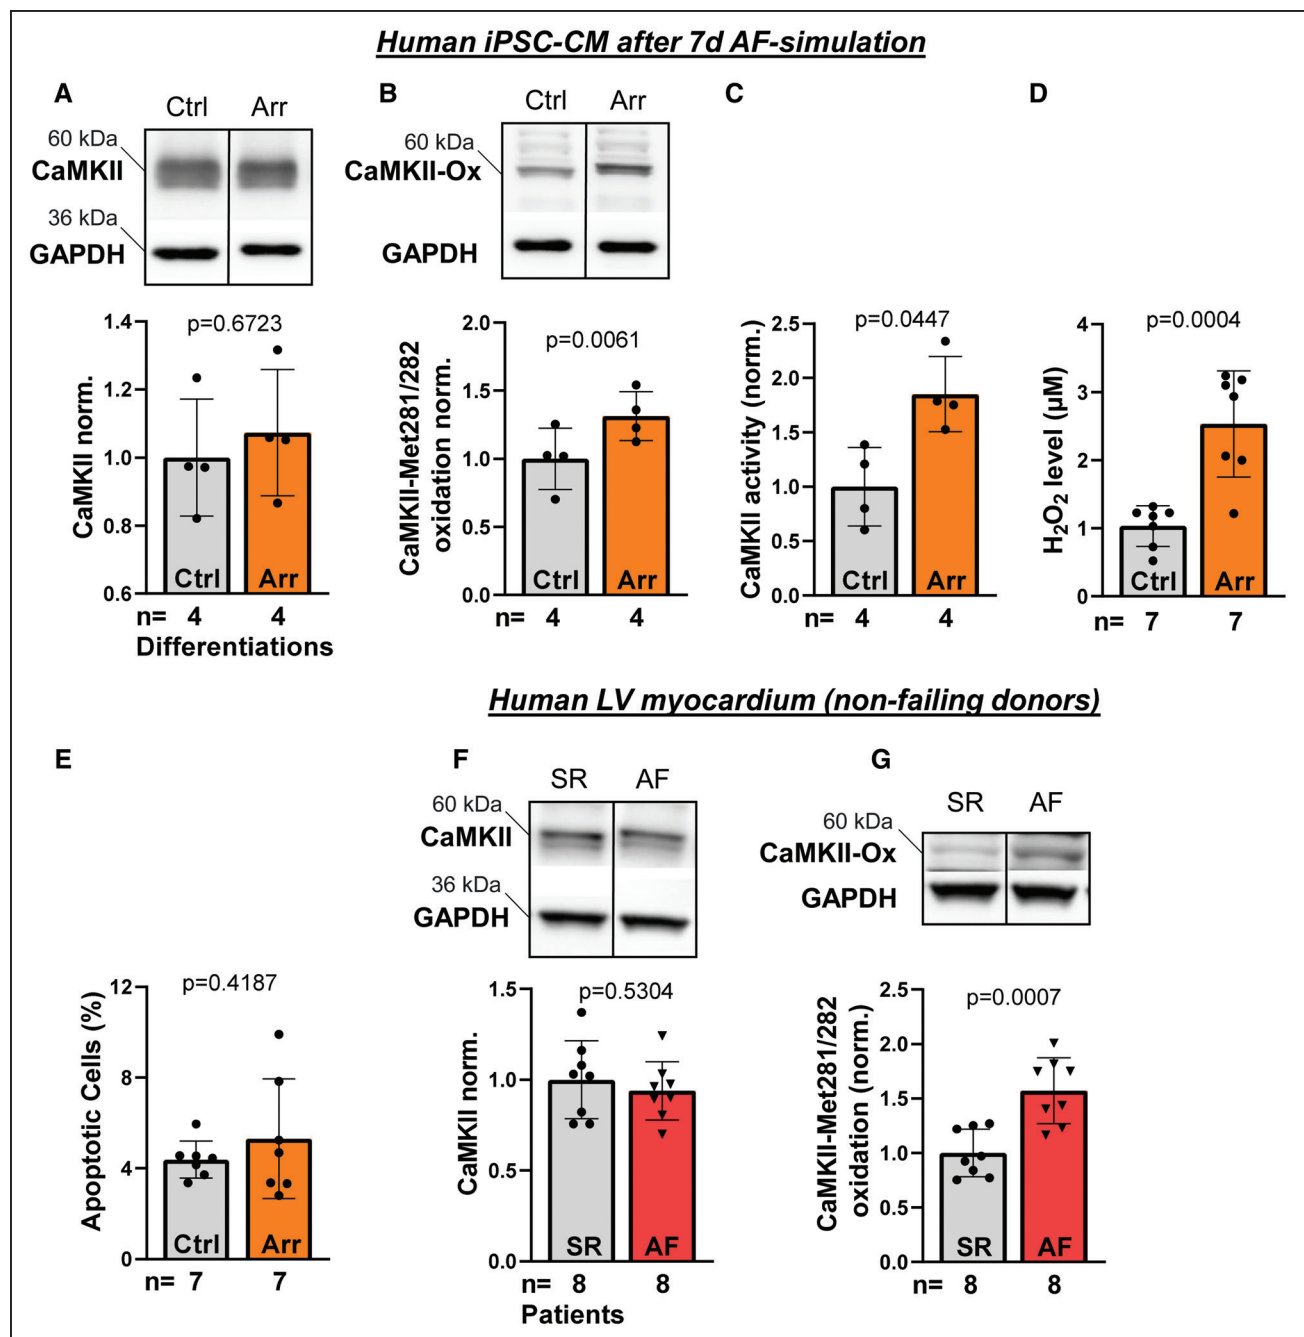 Human iPSC-CM after 7d AF-simulation
A
Ctrl Arr
60 kDa
CaMKII
36 kDa
GAPDH
CaMKII norm.
1.4
1.2
1.0
0.8
0.6
p=0.6723
Ctrl Arr
n= 4 4
Differentiations
B
Ctrl Arr
60 kDa
CaMKII-Ox
GAPDH
CaMKII-Met281/282
oxidation norm.
2.0
1.5
1.0
0.5
0.0
p=0.0061
Ctrl Arr
n= 4 4
C
CaMKII activity (norm.)
2.5
2.0
1.5
1.0
0.5
0.0
p=0.0447
Ctrl Arr
n= 4 4
D
H₂O₂ level (µM)
4
3
2
1
0
p=0.0004
Ctrl Arr
n= 7 7
Human LV myocardium (non-failing donors)
E
Apoptotic Cells (%)
12
8
4
0
p=0.4187
Ctrl Arr
n= 7 7
F
SR AF
60 kDa
CaMKII
36 kDa
GAPDH
CaMKII norm.
1.5
1.0
0.5
0.0
p=0.5304
SR AF
n= 8 8
Patients
G
SR AF
60 kDa
CaMKII-Ox
GAPDH
CaMKII-Met281/282
oxidation (norm.)
2.5
2.0
1.5
1.0
0.5
0.0
p=0.0007
SR AF
n= 8 8